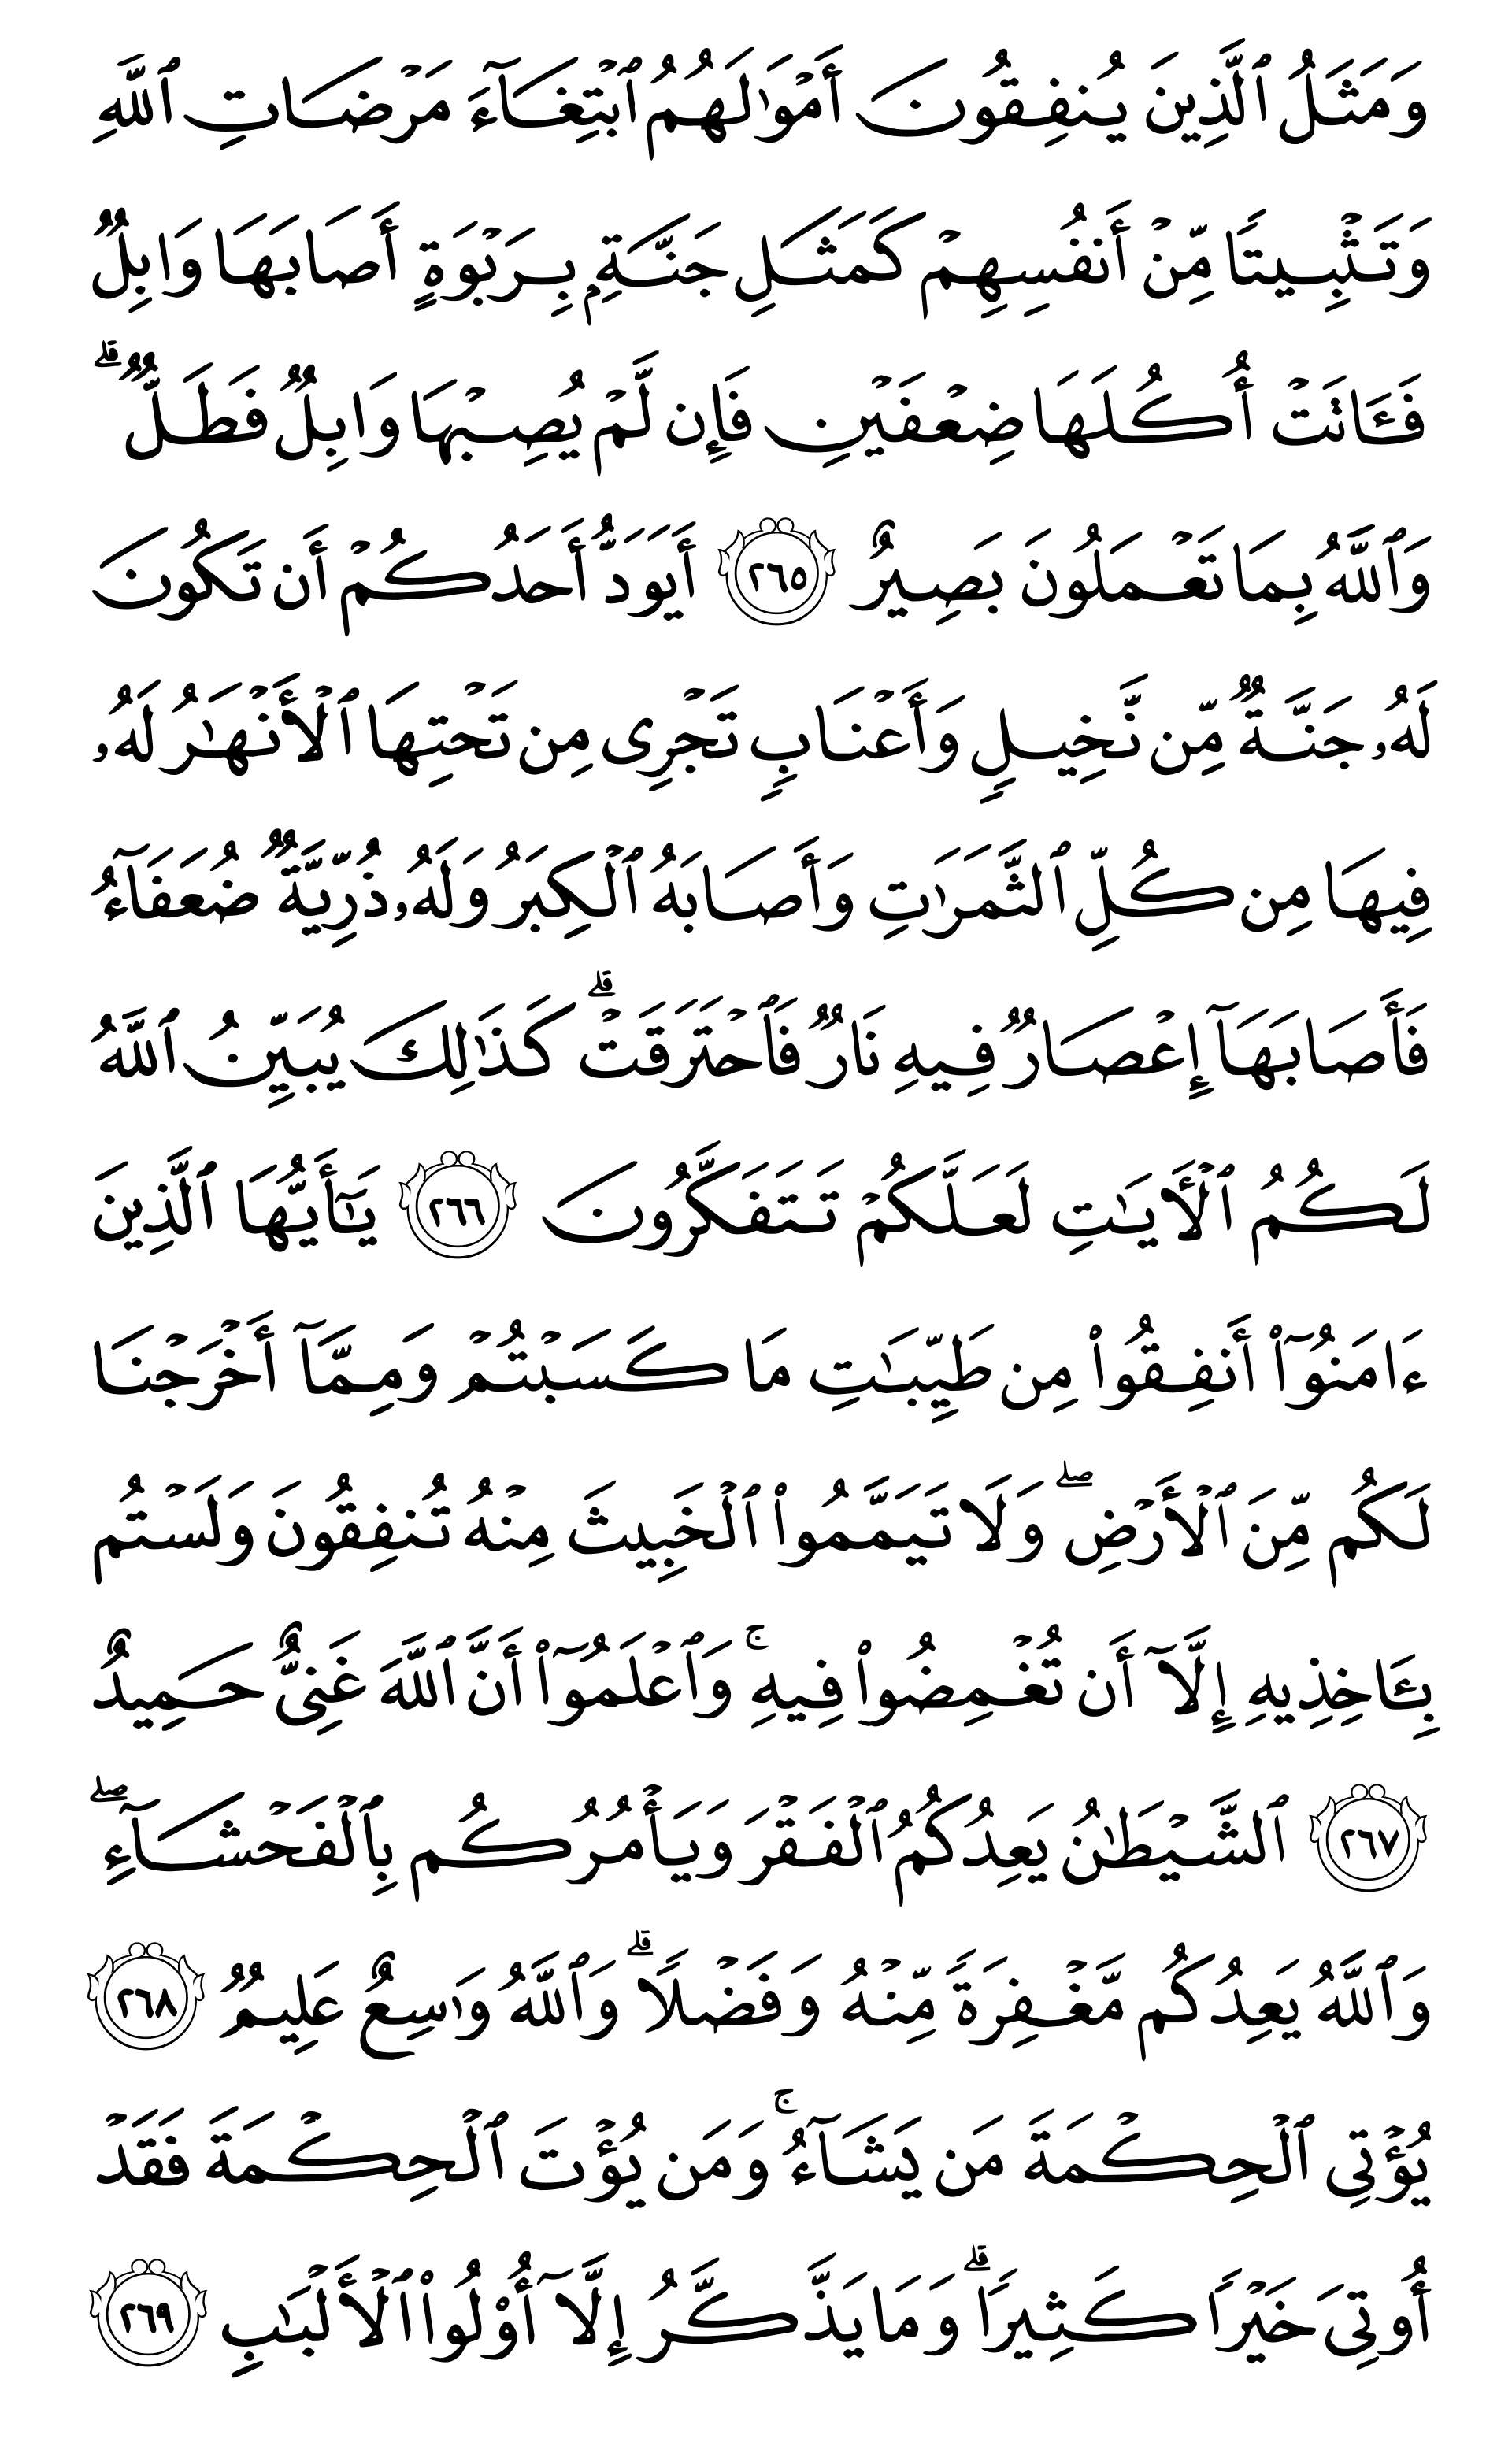 وَمَثَلُ ٱلَّذِينَ يُنفِقُونَ أَمۡوَٰلَهُمُ ٱبۡتِغَآءَ مَرۡضَاتِ ٱللَّهِ
وَتَثۡبِيتًا مِّنۡ أَنفُسِهِمۡ كَمَثَلِ جَنَّةِۭ بِرَبۡوَةٍ أَصَابَهَا وَابِلٌ
فَـَٔاتَتۡ أُكُلَهَا ضِعۡفَيۡنِ فَإِن لَّمۡ يُصِبۡهَا وَابِلٌ فَطَلٌّۗ
وَٱللَّهُ بِمَا تَعۡمَلُونَ بَصِيرٌ ٢٦٥ أَيَوَدُّ أَحَدُكُمۡ أَن تَكُونَ
لَهُۥ جَنَّةٌ مِّن نَّخِيلٍ وَأَعۡنَابٍ تَجۡرِى مِن تَحۡتِهَا ٱلۡأَنۡهَٰرُ لَهُۥ
فِيهَا مِن كُلِّ ٱلثَّمَرَٰتِ وَأَصَابَهُ ٱلۡكِبَرُ وَلَهُۥ ذُرِّيَّةٌ ضُعَفَآءُ
فَأَصَابَهَآ إِعۡصَارٌ فِيهِ نَارٌ فَٱحۡتَرَقَتۡۗ كَذَٰلِكَ يُبَيِّنُ ٱللَّهُ
لَكُمُ ٱلۡأٓيَٰتِ لَعَلَّكُمۡ تَتَفَكَّرُونَ ٢٦٦ يَٰٓأَيُّهَا ٱلَّذِينَ
ءَامَنُوٓا۟ أَنفِقُوا۟ مِن طَيِّبَٰتِ مَا كَسَبۡتُمۡ وَمِمَّآ أَخۡرَجۡنَا
لَكُم مِّنَ ٱلۡأَرۡضِۖ وَلَا تَيَمَّمُوا۟ ٱلۡخَبِيثَ مِنۡهُ تُنفِقُونَ وَلَسۡتُم
بِـَٔاخِذِيهِ إِلَّآ أَن تُغۡمِضُوا۟ فِيهِۚ وَٱعۡلَمُوٓا۟ أَنَّ ٱللَّهَ غَنِىٌّ حَمِيدٌ
٢٦٧ ٱلشَّيۡطَٰنُ يَعِدُكُمُ ٱلۡفَقۡرَ وَيَأۡمُرُكُم بِٱلۡفَحۡشَآءِۖ
وَٱللَّهُ يَعِدُكُم مَّغۡفِرَةً مِّنۡهُ وَفَضۡلًاۗ وَٱللَّهُ وَٰسِعٌ عَلِيمٌ ٢٦٨
يُؤۡتِي ٱلۡحِكۡمَةَ مَن يَشَآءُۚ وَمَن يُؤۡتَ ٱلۡحِكۡمَةَ فَقَدۡ
أُوتِىَ خَيۡرًا كَثِيرًاۗ وَمَا يَذَّكَّرُ إِلَّآ أُو۟لُوا۟ ٱلۡأَلۡبَٰبِ ٢٦٩